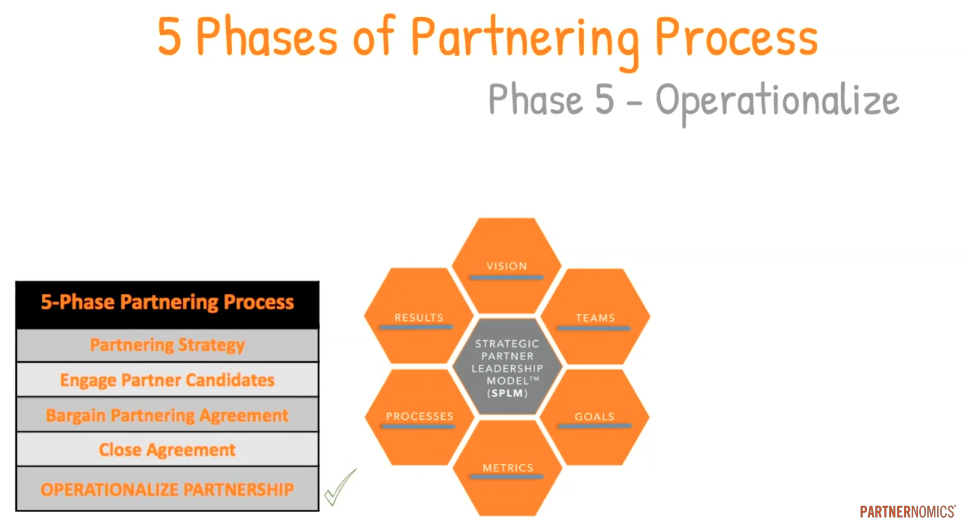 5 Phases of Partnering Process
Phase 5 – Operationalize
5-Phase Partnering Process
Partnering Strategy
Engage Partner Candidates
Bargain Partnering Agreement
Close Agreement
OPERATIONALIZE PARTNERSHIP
VISION
TEAMS
GOALS
METRICS
PROCESSES
RESULTS
STRATEGIC
PARTNER
LEADERSHIP
MODEL™
(SPLM)
PARTNERNOMICS®